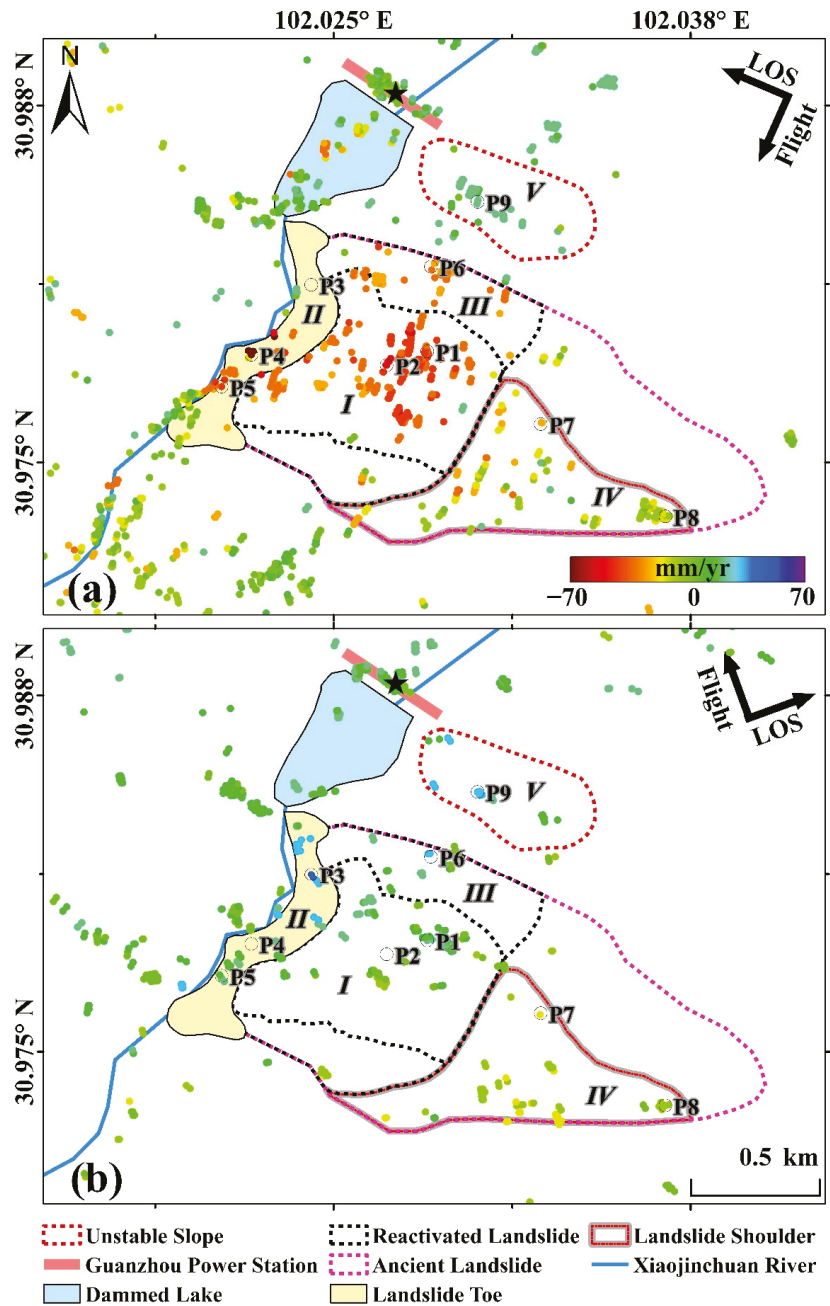 102.025° E 102.038° E
N
LOS
Flight
30.988° N
V
P9
P6
P3
II
III
P4
P2
P1
P5
I
P7
30.975° N
IV
P8
(a)
mm/yr
−70 0 70
30.988° N
Flight
LOS
V
P9
P6
P3
III
II
P4
P1
P2
P5
I
P7
30.975° N
IV
P8
(b)
0.5 km
Unstable Slope Reactivated Landslide Landslide Shoulder
Guanzhou Power Station Ancient Landslide Xiaojinchuan River
Dammed Lake Landslide Toe